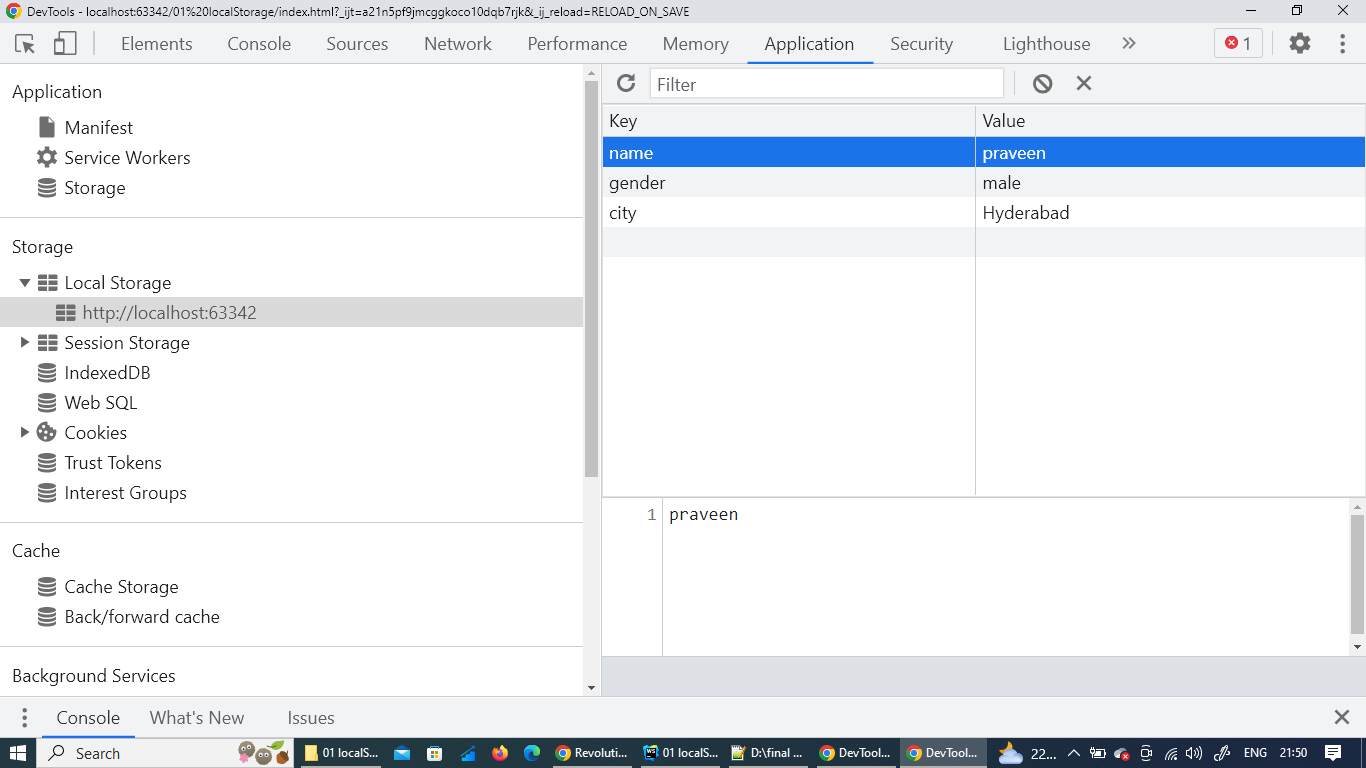 DevTools - localhost:63342/01%20localStorage/index.html?_ijt=a21n5pf9jmcggkoco10dqb7rjk&_ij_reload=RELOAD_ON_SAVE
Elements Console Sources Network Performance Memory Application Security Lighthouse » 1
Application
Manifest
Service Workers
Storage
Storage
Local Storage
http://localhost:63342
Session Storage
IndexedDB
Web SQL
Cookies
Trust Tokens
Interest Groups
Cache
Cache Storage
Back/forward cache
Background Services
Filter
Key Value
name praveen
gender male
city Hyderabad
1 praveen
Console What's New Issues
Search 01 localS... Revoluti... 01 localS... D:\final ... DevTool... DevTool... 22... ENG 21:50